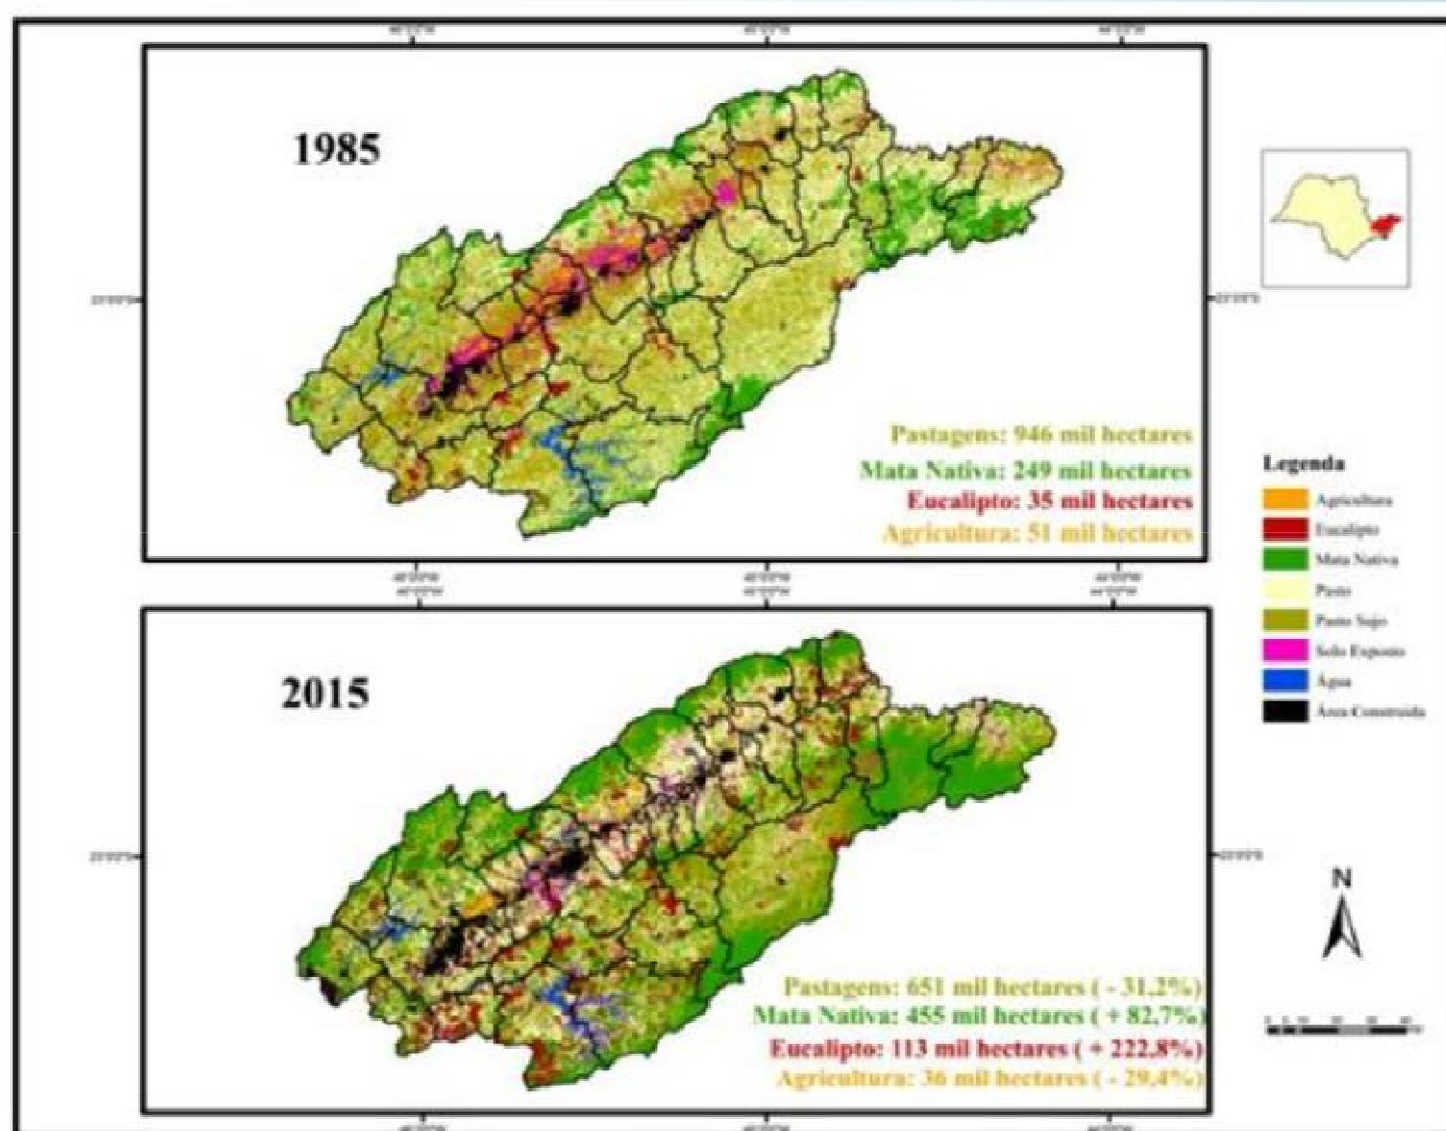 1985
Pastagens: 946 mil hectares
Mata Nativa: 249 mil hectares
Eucalipto: 35 mil hectares
Agricultura: 51 mil hectares
2015
Pastagens: 651 mil hectares ( - 31,2%)
Mata Nativa: 455 mil hectares ( + 82,7%)
Eucalipto: 113 mil hectares ( + 222,8%)
Agricultura: 36 mil hectares ( - 29,4%)
Legenda
Agricultura
Eucalipto
Mata Nativa
Pasto
Pasto Sujo
Solo Exposto
Água
Área Construída
N